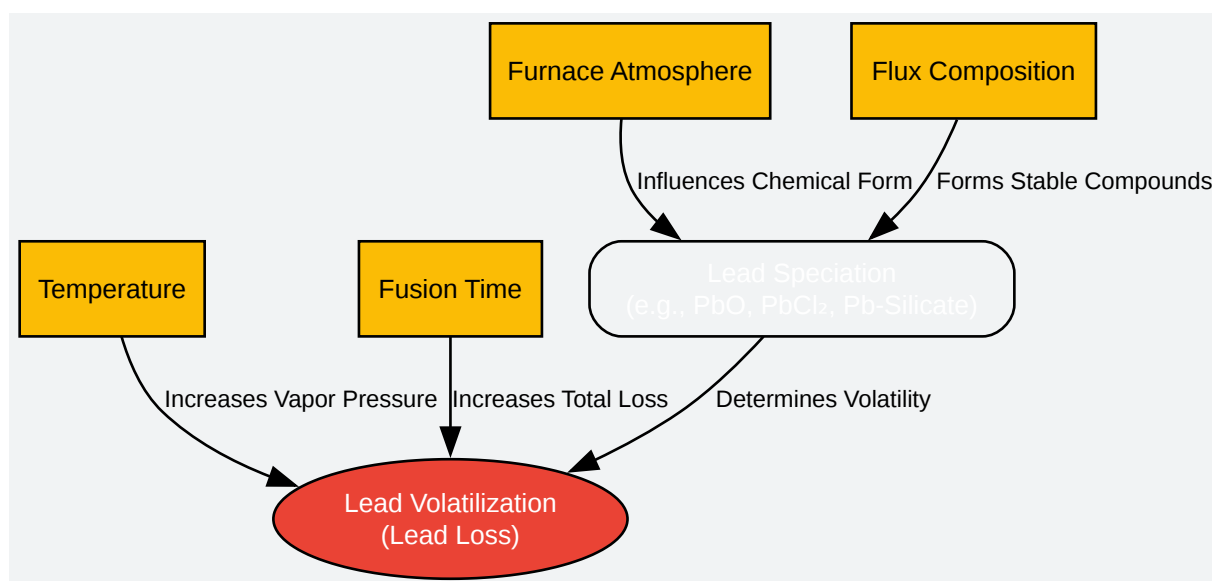 Furnace Atmosphere
Flux Composition
Influences Chemical Form
Forms Stable Compounds
Temperature
Fusion Time
Lead Speciation
(e.g., PbO, PbCl₂, Pb-Silicate)
Increases Vapor Pressure
Increases Total Loss
Determines Volatility
Lead Volatilization
(Lead Loss)